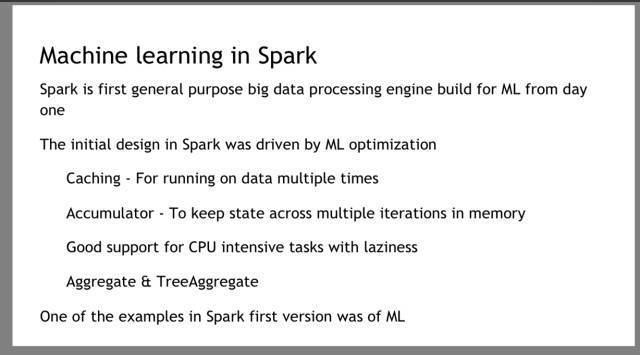 Machine learning in Spark
Spark is first general purpose big data processing engine build for ML from day
one
The initial design in Spark was driven by ML optimization
Caching - For running on data multiple times
Accumulator - To keep state across multiple iterations in memory
Good support for CPU intensive tasks with laziness
Aggregate & TreeAggregate
One of the examples in Spark first version was of ML